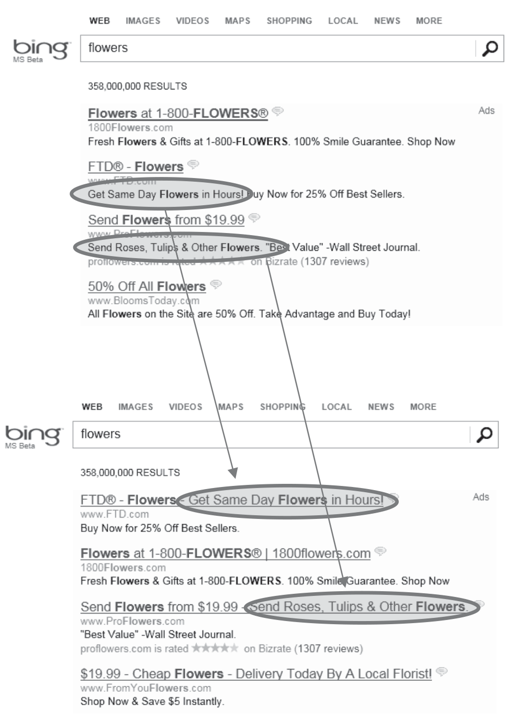 WEB IMAGES VIDEOS MAPS SHOPPING LOCAL NEWS MORE
bing
MS Beta
flowers
358,000,000 RESULTS
Flowers at 1-800-FLOWERS®
Ads
1800Flowers.com
Fresh Flowers & Gifts at 1-800-FLOWERS. 100% Smile Guarantee. Shop Now
FTD® - Flowers
www.FTD.com
Get Same Day Flowers in Hours! Buy Now for 25% Off Best Sellers.
Send Flowers from $19.99
www.ProFlowers.com
Send Roses, Tulips & Other Flowers. "Best Value" -Wall Street Journal.
proflowers.com is rated ★★★★★ on Bizrate (1307 reviews)
50% Off All Flowers
www.BloomsToday.com
All Flowers on the Site are 50% Off. Take Advantage and Buy Today!
WEB IMAGES VIDEOS MAPS SHOPPING LOCAL NEWS MORE
bing
MS Beta
flowers
358,000,000 RESULTS
FTD® - Flowers - Get Same Day Flowers in Hours!
Ads
www.FTD.com
Buy Now for 25% Off Best Sellers.
Flowers at 1-800-FLOWERS® | 1800flowers.com
1800Flowers.com
Fresh Flowers & Gifts at 1-800-FLOWERS. 100% Smile Guarantee. Shop Now
Send Flowers from $19.99 - Send Roses, Tulips & Other Flowers.
www.ProFlowers.com
"Best Value" -Wall Street Journal.
proflowers.com is rated ★★★★★ on Bizrate (1307 reviews)
$19.99 - Cheap Flowers - Delivery Today By A Local Florist!
www.FromYouFlowers.com
Shop Now & Save $5 Instantly.